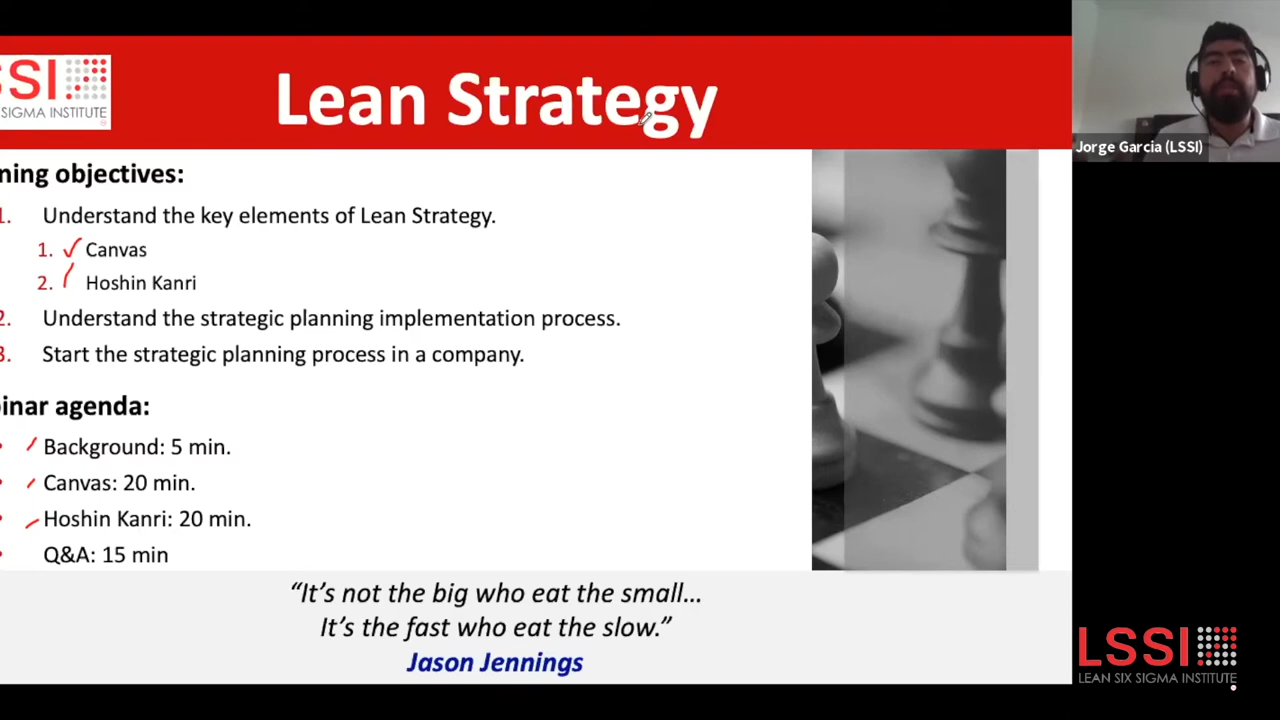 SSI
SIGMA INSTITUTE
Lean Strategy
Jorge Garcia (LSSI)
ning objectives:
1. Understand the key elements of Lean Strategy.
1. Canvas
2. Hoshin Kanri
2. Understand the strategic planning implementation process.
3. Start the strategic planning process in a company.
inar agenda:
• Background: 5 min.
• Canvas: 20 min.
• Hoshin Kanri: 20 min.
• Q&A: 15 min
“It’s not the big who eat the small…
It’s the fast who eat the slow.”
Jason Jennings
LSSI
LEAN SIX SIGMA INSTITUTE